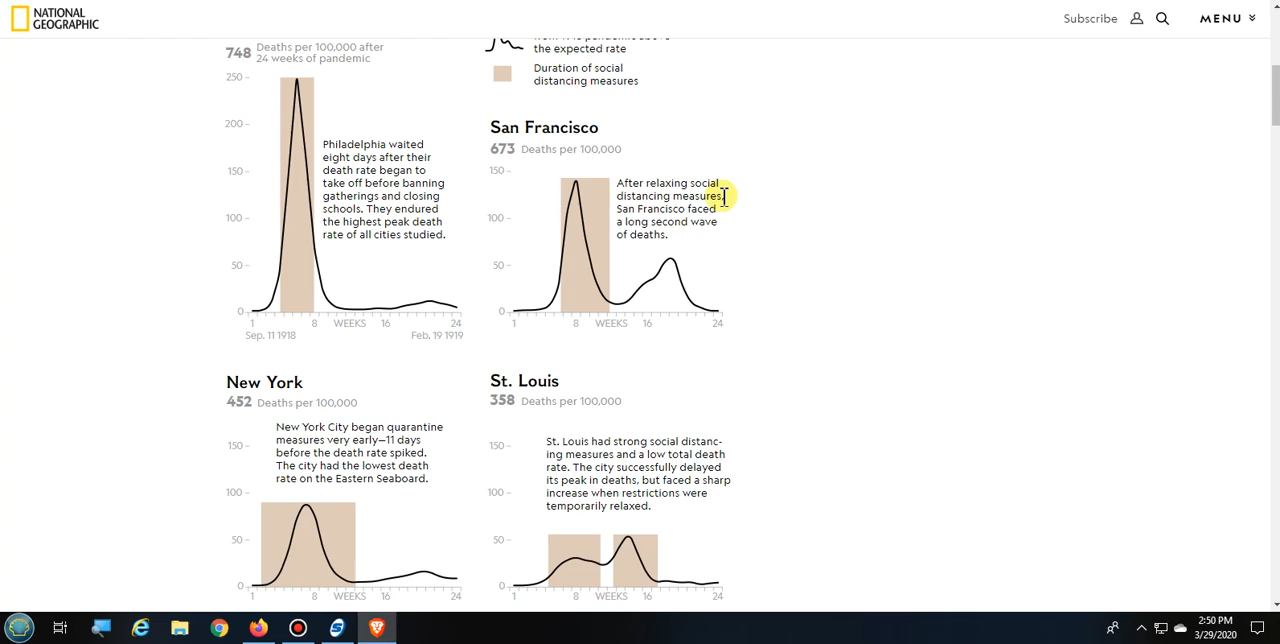 NATIONAL
GEOGRAPHIC
Subscribe
MENU
748 Deaths per 100,000 after
24 weeks of pandemic
250
200
150
100
50
0
Philadelphia waited
eight days after their
death rate began to
take off before banning
gatherings and closing
schools. They endured
the highest peak death
rate of all cities studied.
1 8 WEEKS 16 24
Sep. 11 1918 Feb. 19 1919
the expected rate
Duration of social
distancing measures
San Francisco
673 Deaths per 100,000
150
100
50
0
After relaxing social
distancing measures,
San Francisco faced
a long second wave
of deaths.
1 8 WEEKS 16 24
New York
452 Deaths per 100,000
New York City began quarantine
measures very early—11 days
before the death rate spiked.
The city had the lowest death
rate on the Eastern Seaboard.
150
100
50
0
1 8 WEEKS 16 24
St. Louis
358 Deaths per 100,000
St. Louis had strong social distanc-
ing measures and a low total death
rate. The city successfully delayed
its peak in deaths, but faced a sharp
increase when restrictions were
temporarily relaxed.
150
100
50
0
1 8 WEEKS 16 24
2:50 PM
3/29/2020